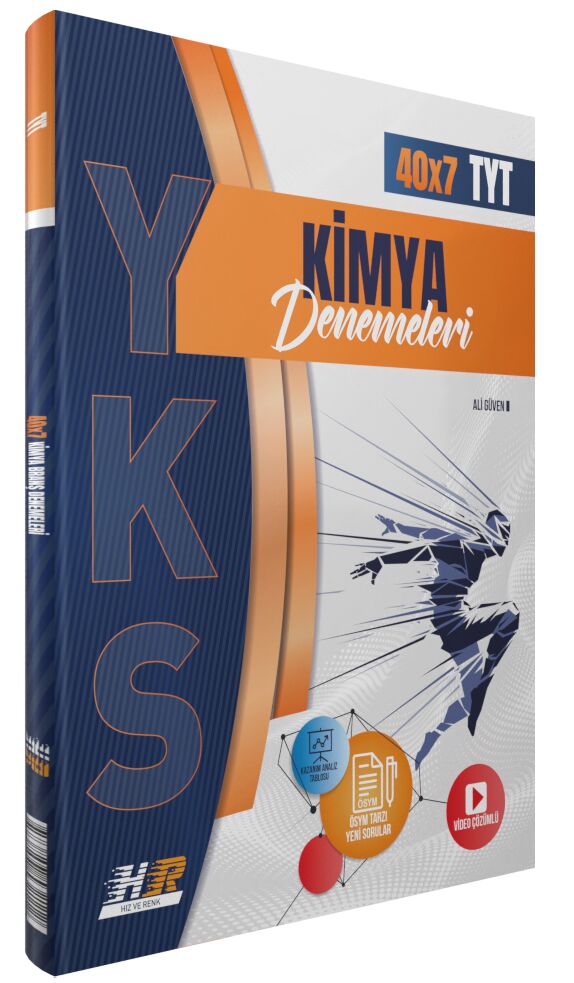 40x7 TYT
KİMYA
Denemeleri
ALİ GÜVEN
YKS
40x7 KİMYA BRANŞ DENEMELERİ
KAZANIM ANALİZ
TABLOSU
ÖSYM
ÖSYM TARZI
YENİ SORULAR
VİDEO ÇÖZÜMLÜ
HR
HIZ VE RENK
HR